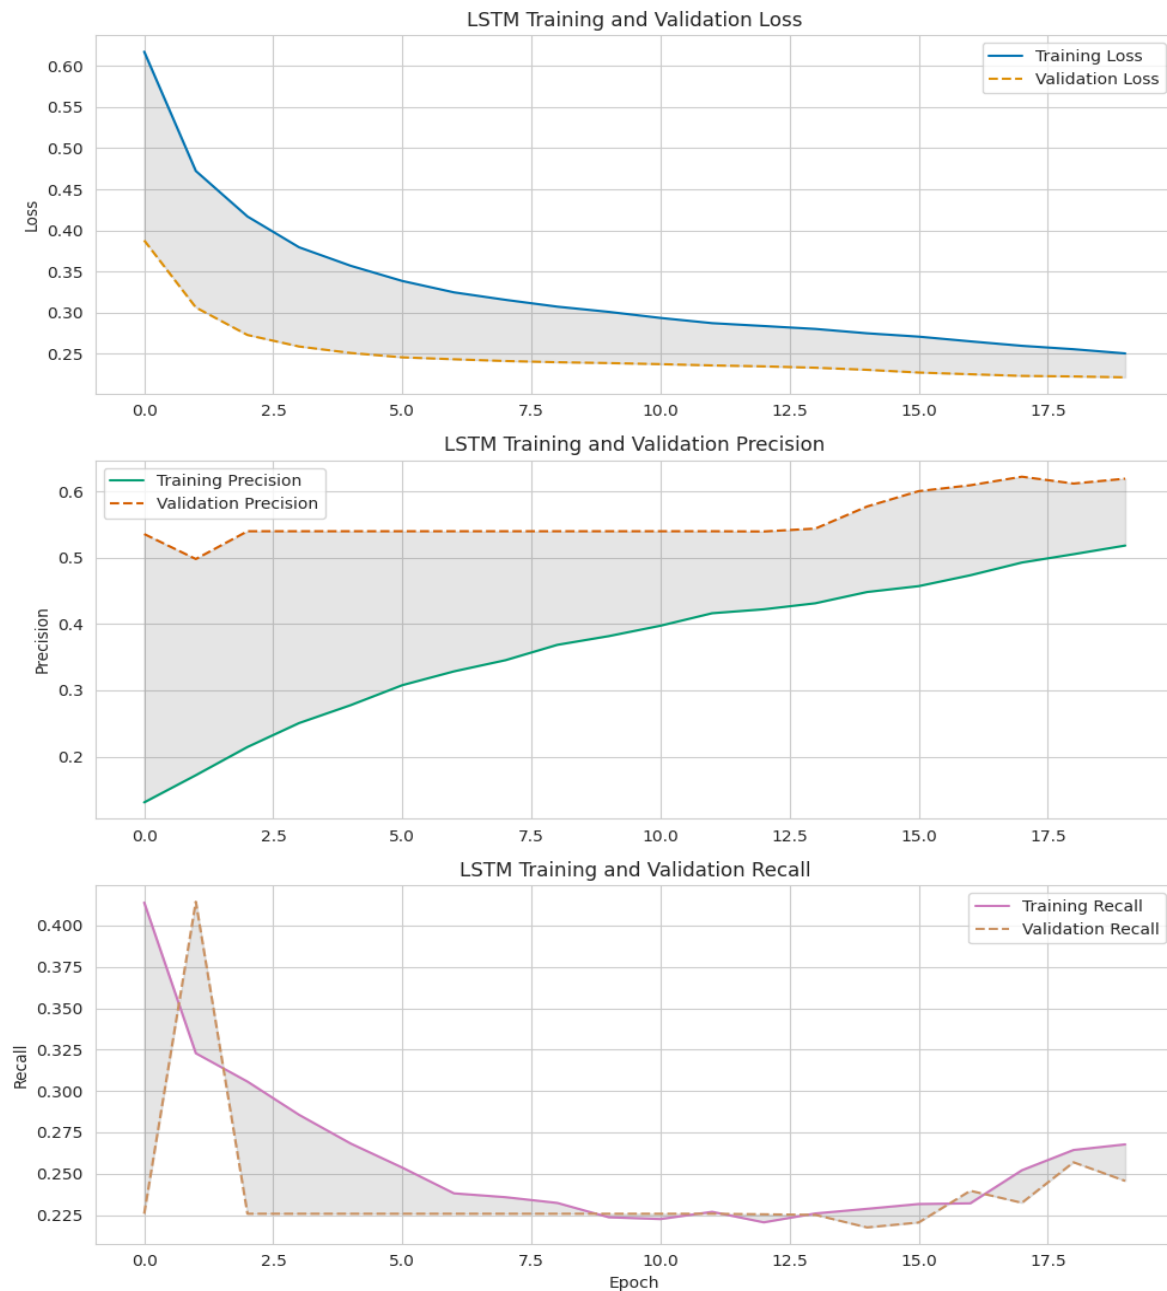 LSTM Training and Validation Loss
Training Loss
Validation Loss
0.60
0.55
0.50
0.45
0.40
0.35
0.30
0.25
Loss
0.0 2.5 5.0 7.5 10.0 12.5 15.0 17.5
LSTM Training and Validation Precision
Training Precision
Validation Precision
0.6
0.5
0.4
0.3
0.2
Precision
0.0 2.5 5.0 7.5 10.0 12.5 15.0 17.5
LSTM Training and Validation Recall
Training Recall
Validation Recall
0.400
0.375
0.350
0.325
0.300
0.275
0.250
0.225
Recall
0.0 2.5 5.0 7.5 10.0 12.5 15.0 17.5
Epoch